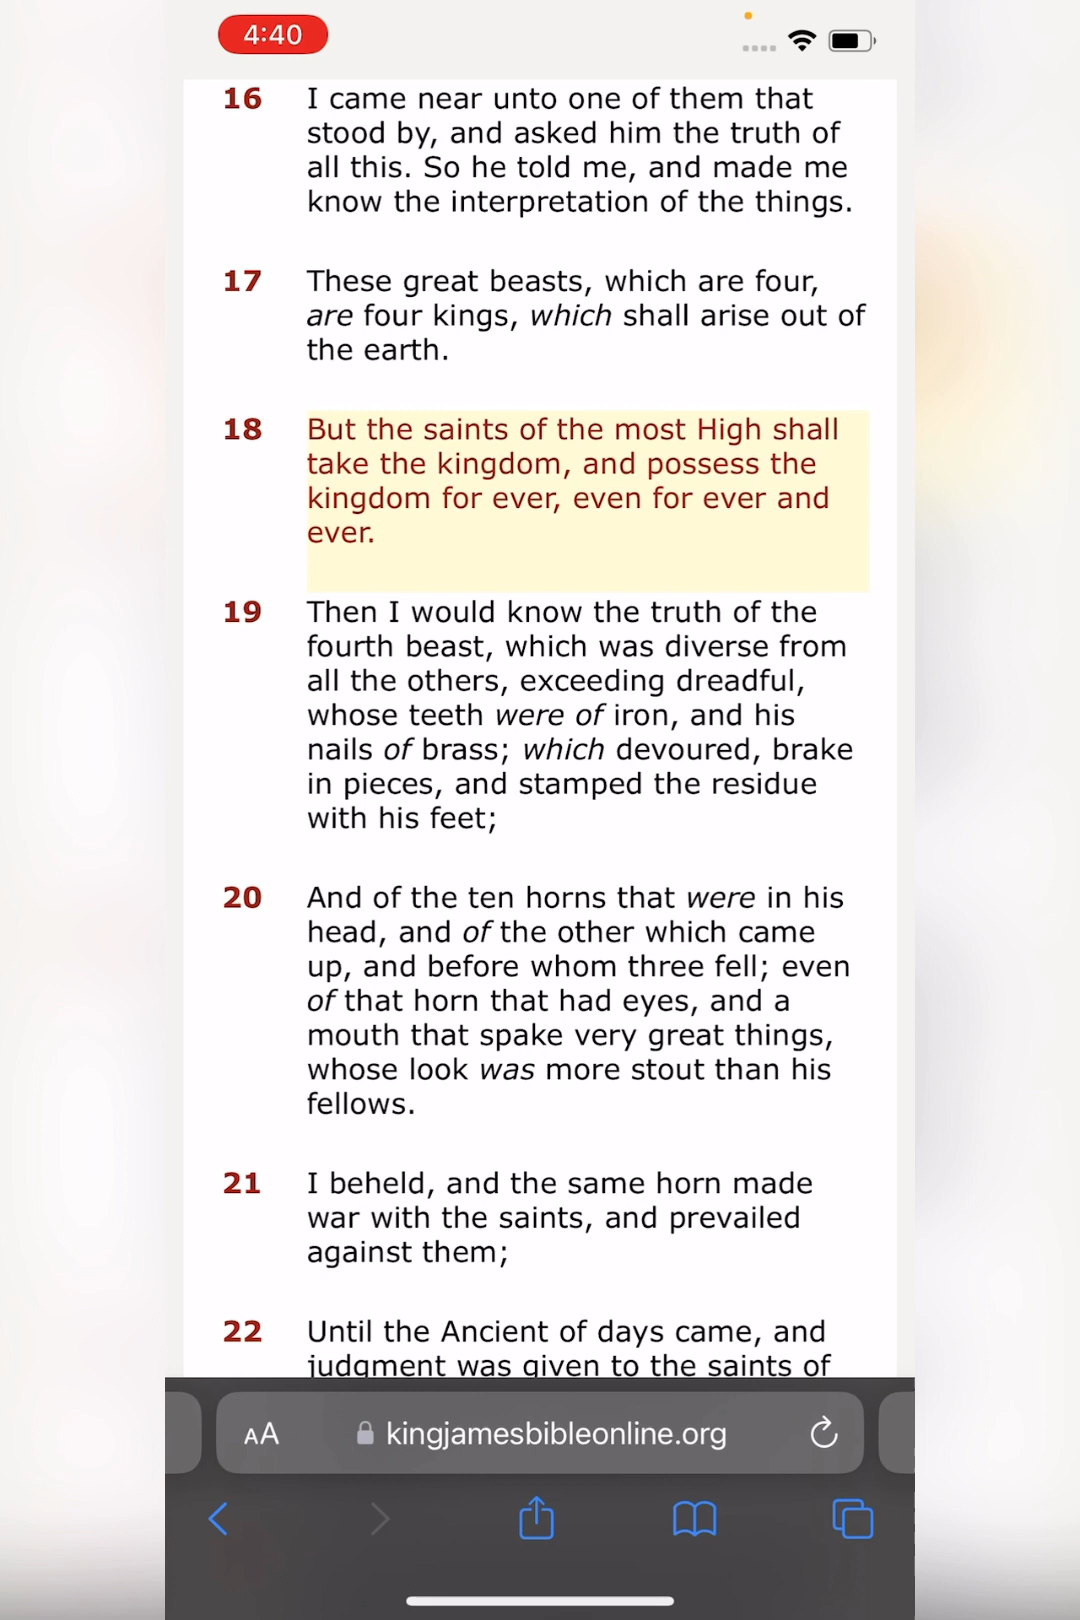 4:40
16 I came near unto one of them that
stood by, and asked him the truth of
all this. So he told me, and made me
know the interpretation of the things.
17 These great beasts, which are four,
are four kings, which shall arise out of
the earth.
18 But the saints of the most High shall
take the kingdom, and possess the
kingdom for ever, even for ever and
ever.
19 Then I would know the truth of the
fourth beast, which was diverse from
all the others, exceeding dreadful,
whose teeth were of iron, and his
nails of brass; which devoured, brake
in pieces, and stamped the residue
with his feet;
20 And of the ten horns that were in his
head, and of the other which came
up, and before whom three fell; even
of that horn that had eyes, and a
mouth that spake very great things,
whose look was more stout than his
fellows.
21 I beheld, and the same horn made
war with the saints, and prevailed
against them;
22 Until the Ancient of days came, and
judgment was given to the saints of
AA kingjamesbibleonline.org